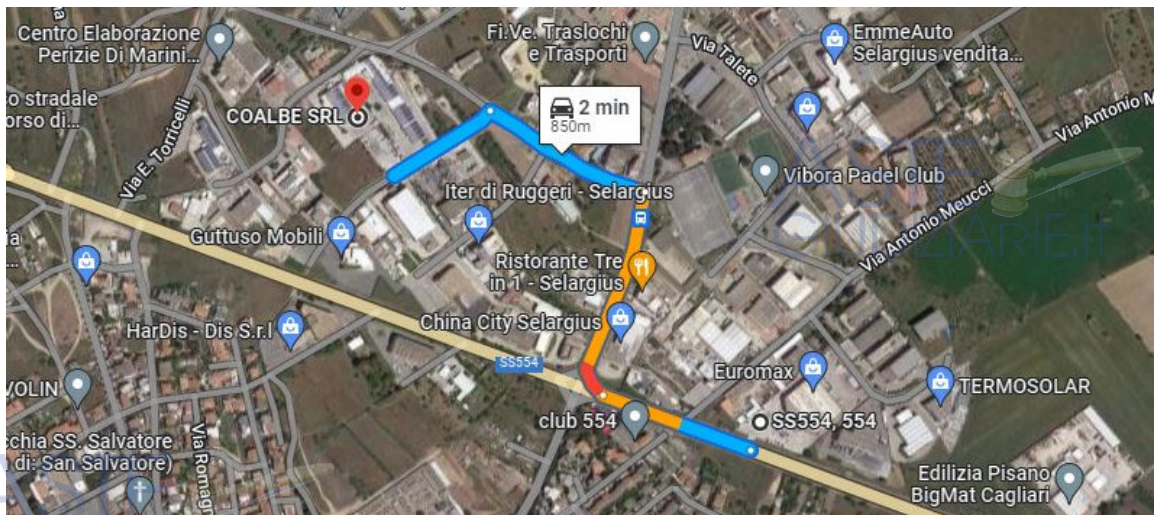 Centro Elaborazione
Perizie Di Marini...
Fi.Ve. Traslochi
e Trasporti
EmmeAuto
Selargius vendita...
Via Talete
o stradale
orso di...
COALBE SRL
2 min
850m
Via Antonio M
Via E. Torricelli
Iter di Ruggeri - Selargius
Vibora Padel Club
Guttuso Mobili
Via Antonio Meucci
Ristorante Tre
in 1 - Selargius
ia
...
HarDis - Dis S.r.l
China City Selargius
SS554
Euromax
TERMOSOLAR
VOLIN
club 554
SS554, 554
cchia SS. Salvatore
a di: San Salvatore)
Via Romagn
Edilizia Pisano
BigMat Cagliari